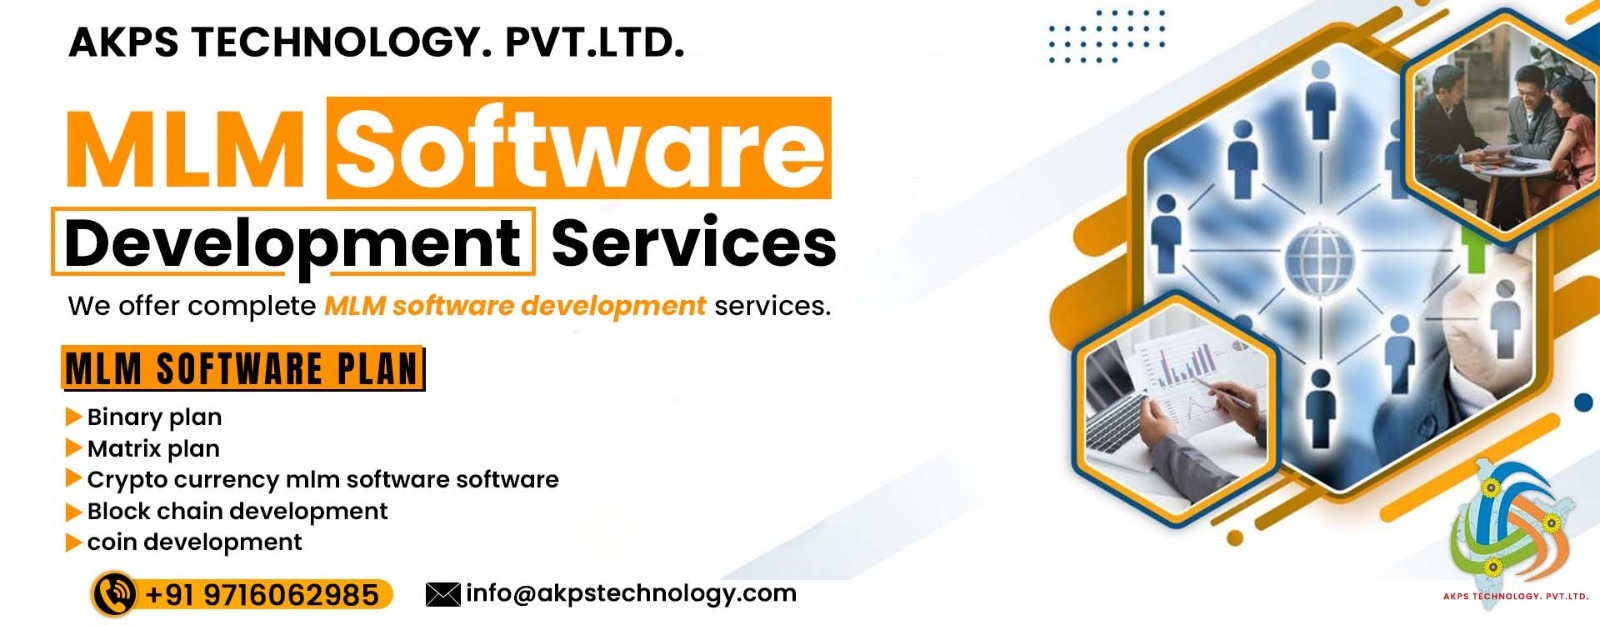 AKPS TECHNOLOGY. PVT.LTD.
MLM Software
Development Services
We offer complete MLM software development services.
MLM SOFTWARE PLAN
Binary plan
Matrix plan
Crypto currency mlm software software
Block chain development
coin development
+91 9716062985
info@akpstechnology.com
AKPS TECHNOLOGY. PVT.LTD.